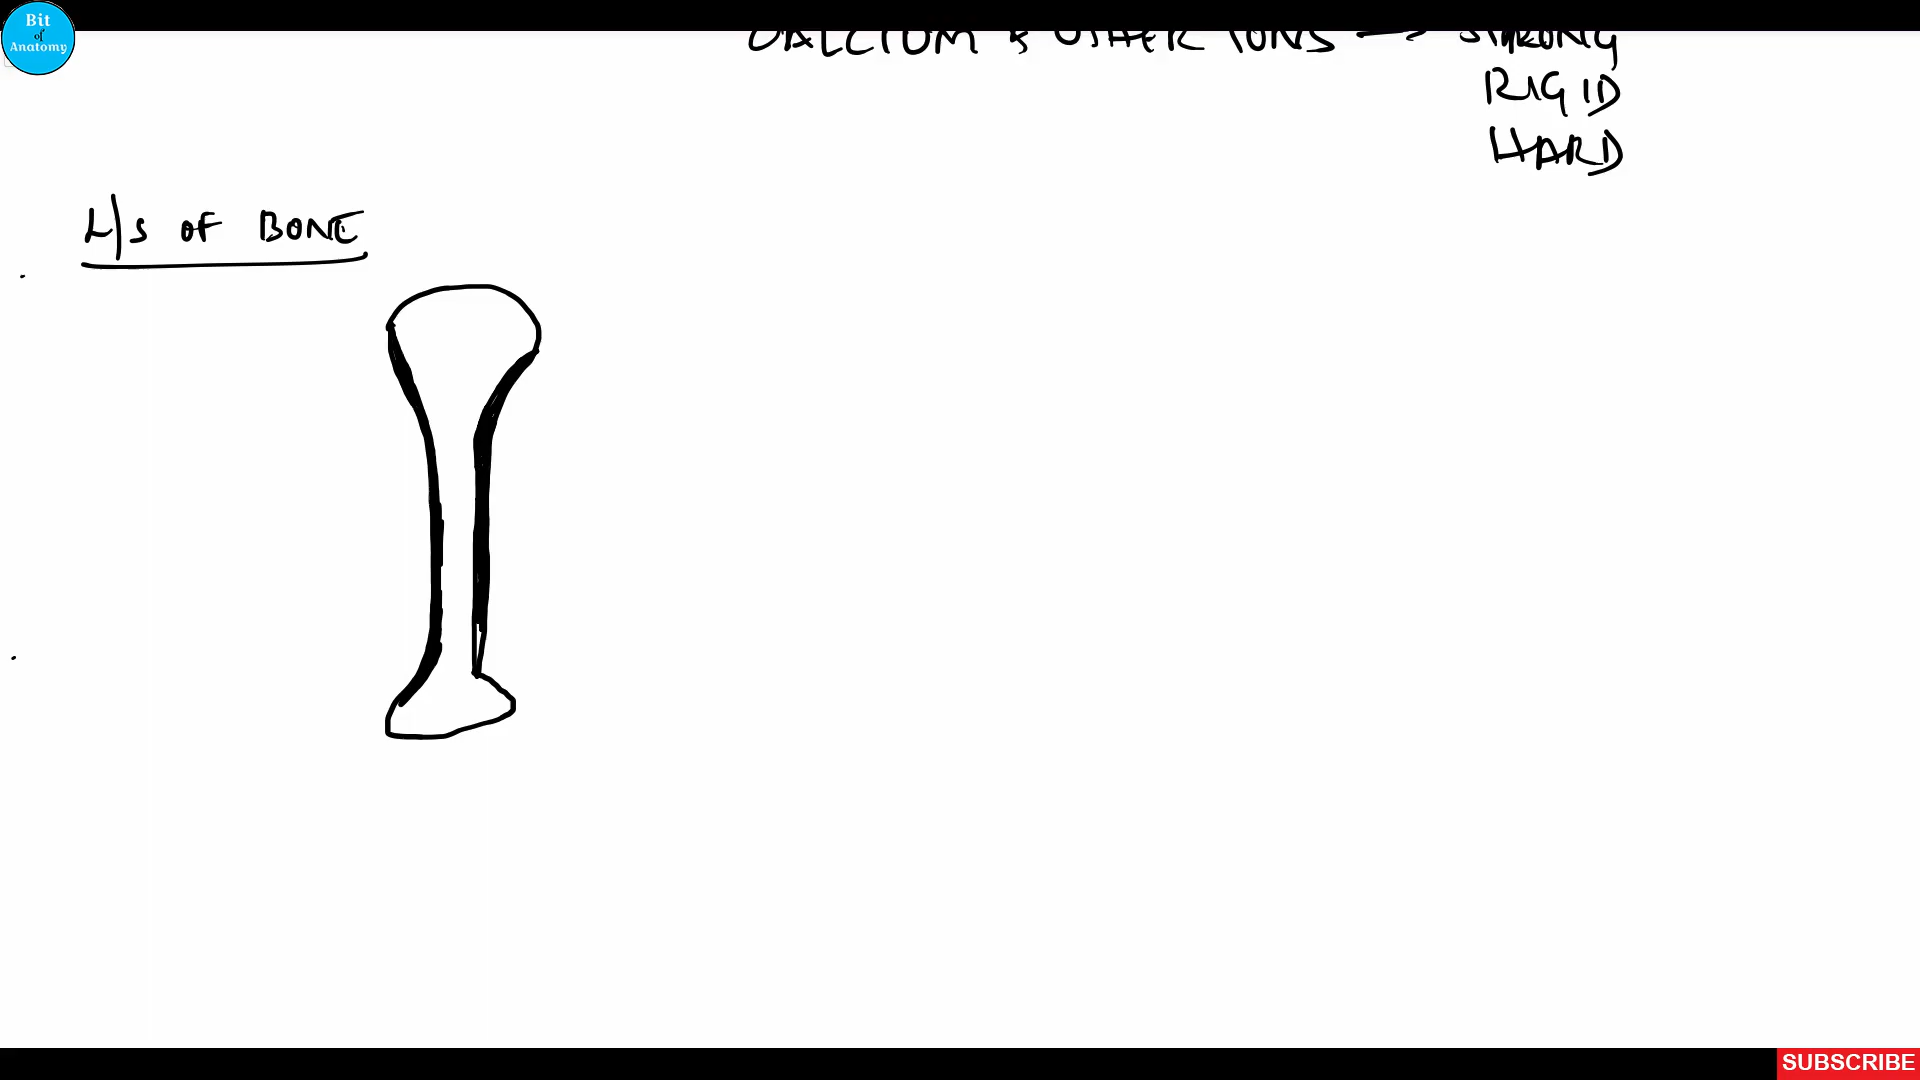 Bit
of
Anatomy
CALCIUM & OTHER IONS → STRONG
RIGID
HARD
L/S OF BONE
SUBSCRIBE